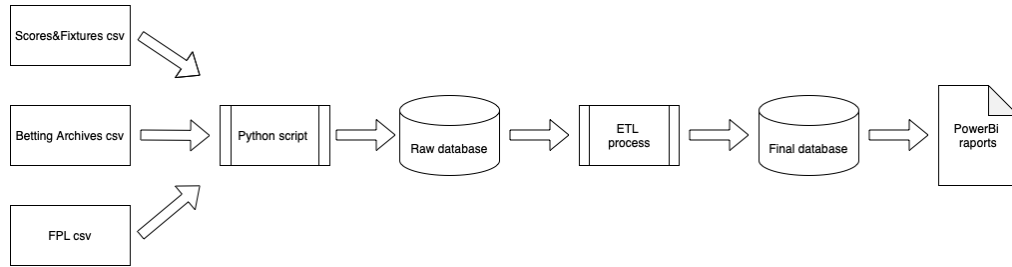 Scores&Fixtures csv
Betting Archives csv
FPL csv
Python script
Raw database
ETL
process
Final database
PowerBi
raports